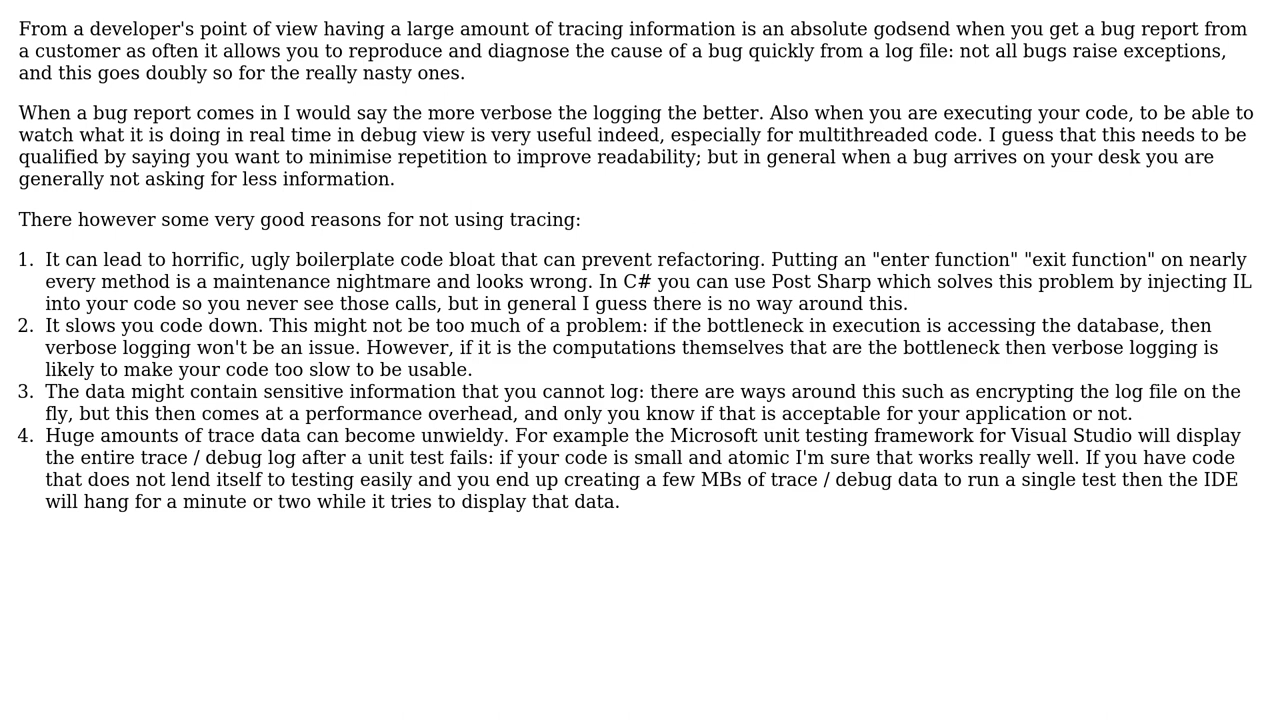 From a developer's point of view having a large amount of tracing information is an absolute godsend when you get a bug report from
a customer as often it allows you to reproduce and diagnose the cause of a bug quickly from a log file: not all bugs raise exceptions,
and this goes doubly so for the really nasty ones.
When a bug report comes in I would say the more verbose the logging the better. Also when you are executing your code, to be able to
watch what it is doing in real time in debug view is very useful indeed, especially for multithreaded code. I guess that this needs to be
qualified by saying you want to minimise repetition to improve readability; but in general when a bug arrives on your desk you are
generally not asking for less information.
There however some very good reasons for not using tracing:
1. It can lead to horrific, ugly boilerplate code bloat that can prevent refactoring. Putting an "enter function" "exit function" on nearly
every method is a maintenance nightmare and looks wrong. In C# you can use Post Sharp which solves this problem by injecting IL
into your code so you never see those calls, but in general I guess there is no way around this.
2. It slows you code down. This might not be too much of a problem: if the bottleneck in execution is accessing the database, then
verbose logging won't be an issue. However, if it is the computations themselves that are the bottleneck then verbose logging is
likely to make your code too slow to be usable.
3. The data might contain sensitive information that you cannot log: there are ways around this such as encrypting the log file on the
fly, but this then comes at a performance overhead, and only you know if that is acceptable for your application or not.
4. Huge amounts of trace data can become unwieldy. For example the Microsoft unit testing framework for Visual Studio will display
the entire trace / debug log after a unit test fails: if your code is small and atomic I'm sure that works really well. If you have code
that does not lend itself to testing easily and you end up creating a few MBs of trace / debug data to run a single test then the IDE
will hang for a minute or two while it tries to display that data.